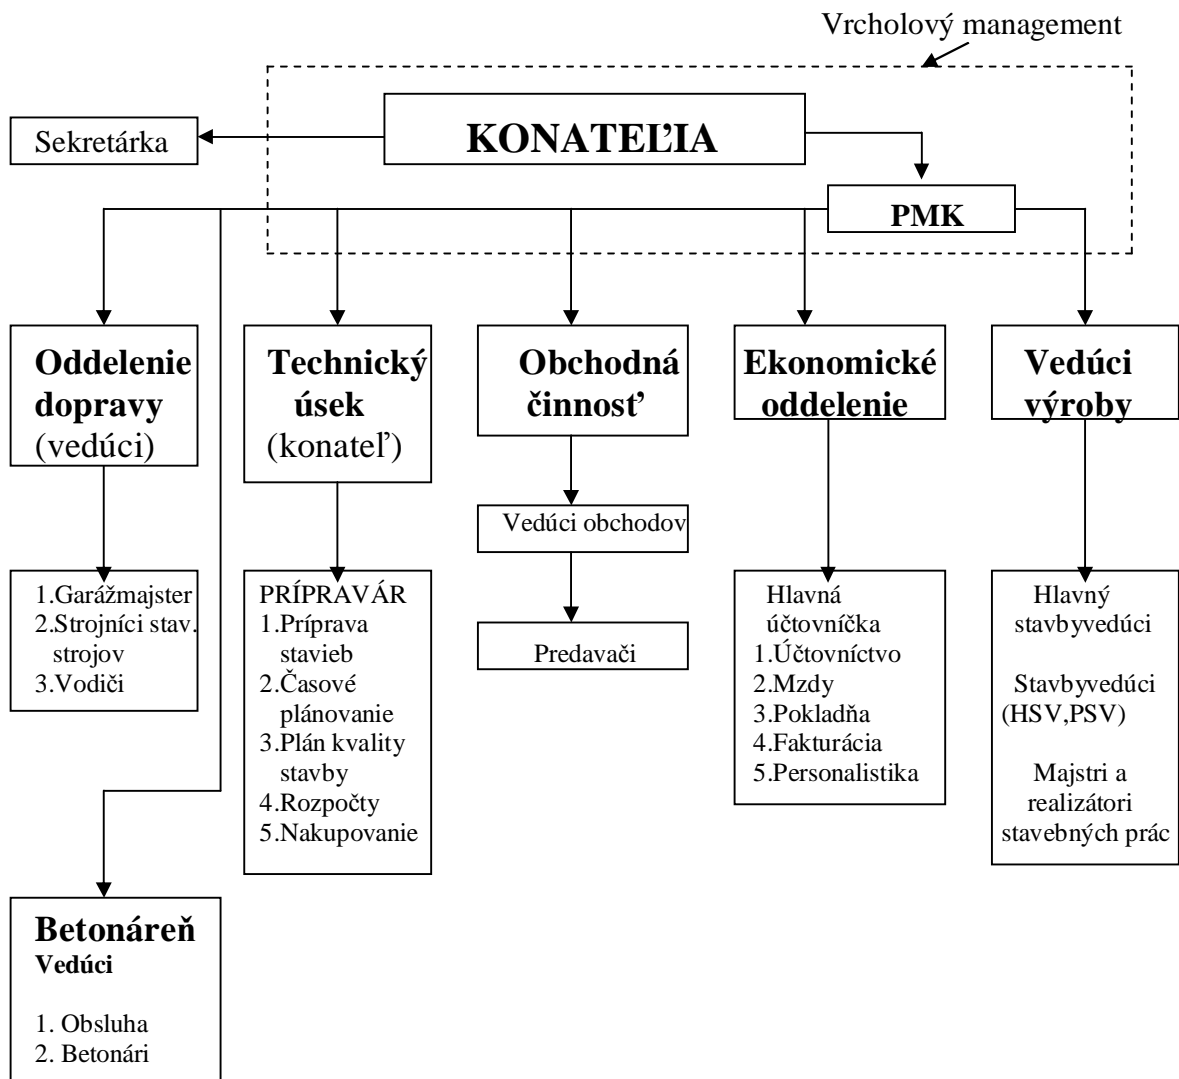 Vrcholový management
KONATEĽIA
Sekretárka
PMK
Oddelenie
dopravy
(vedúci)
Technický
úsek
(konateľ)
Obchodná
činnosť
Ekonomické
oddelenie
Vedúci
výroby
Vedúci obchodov
Predavači
1.Garážmajster
2.Strojníci stav.
strojov
3.Vodiči
PRÍPRAVÁR
1.Príprava
stavieb
2.Časové
plánovanie
3.Plán kvality
stavby
4.Rozpočty
5.Nakupovanie
Hlavná
účtovníčka
1.Účtovníctvo
2.Mzdy
3.Pokladňa
4.Fakturácia
5.Personalistika
Hlavný
stavbyvedúci
Stavbyvedúci
(HSV,PSV)
Majstri a
realizátori
stavebných prác
Betonáreň
Vedúci
1. Obsluha
2. Betonári